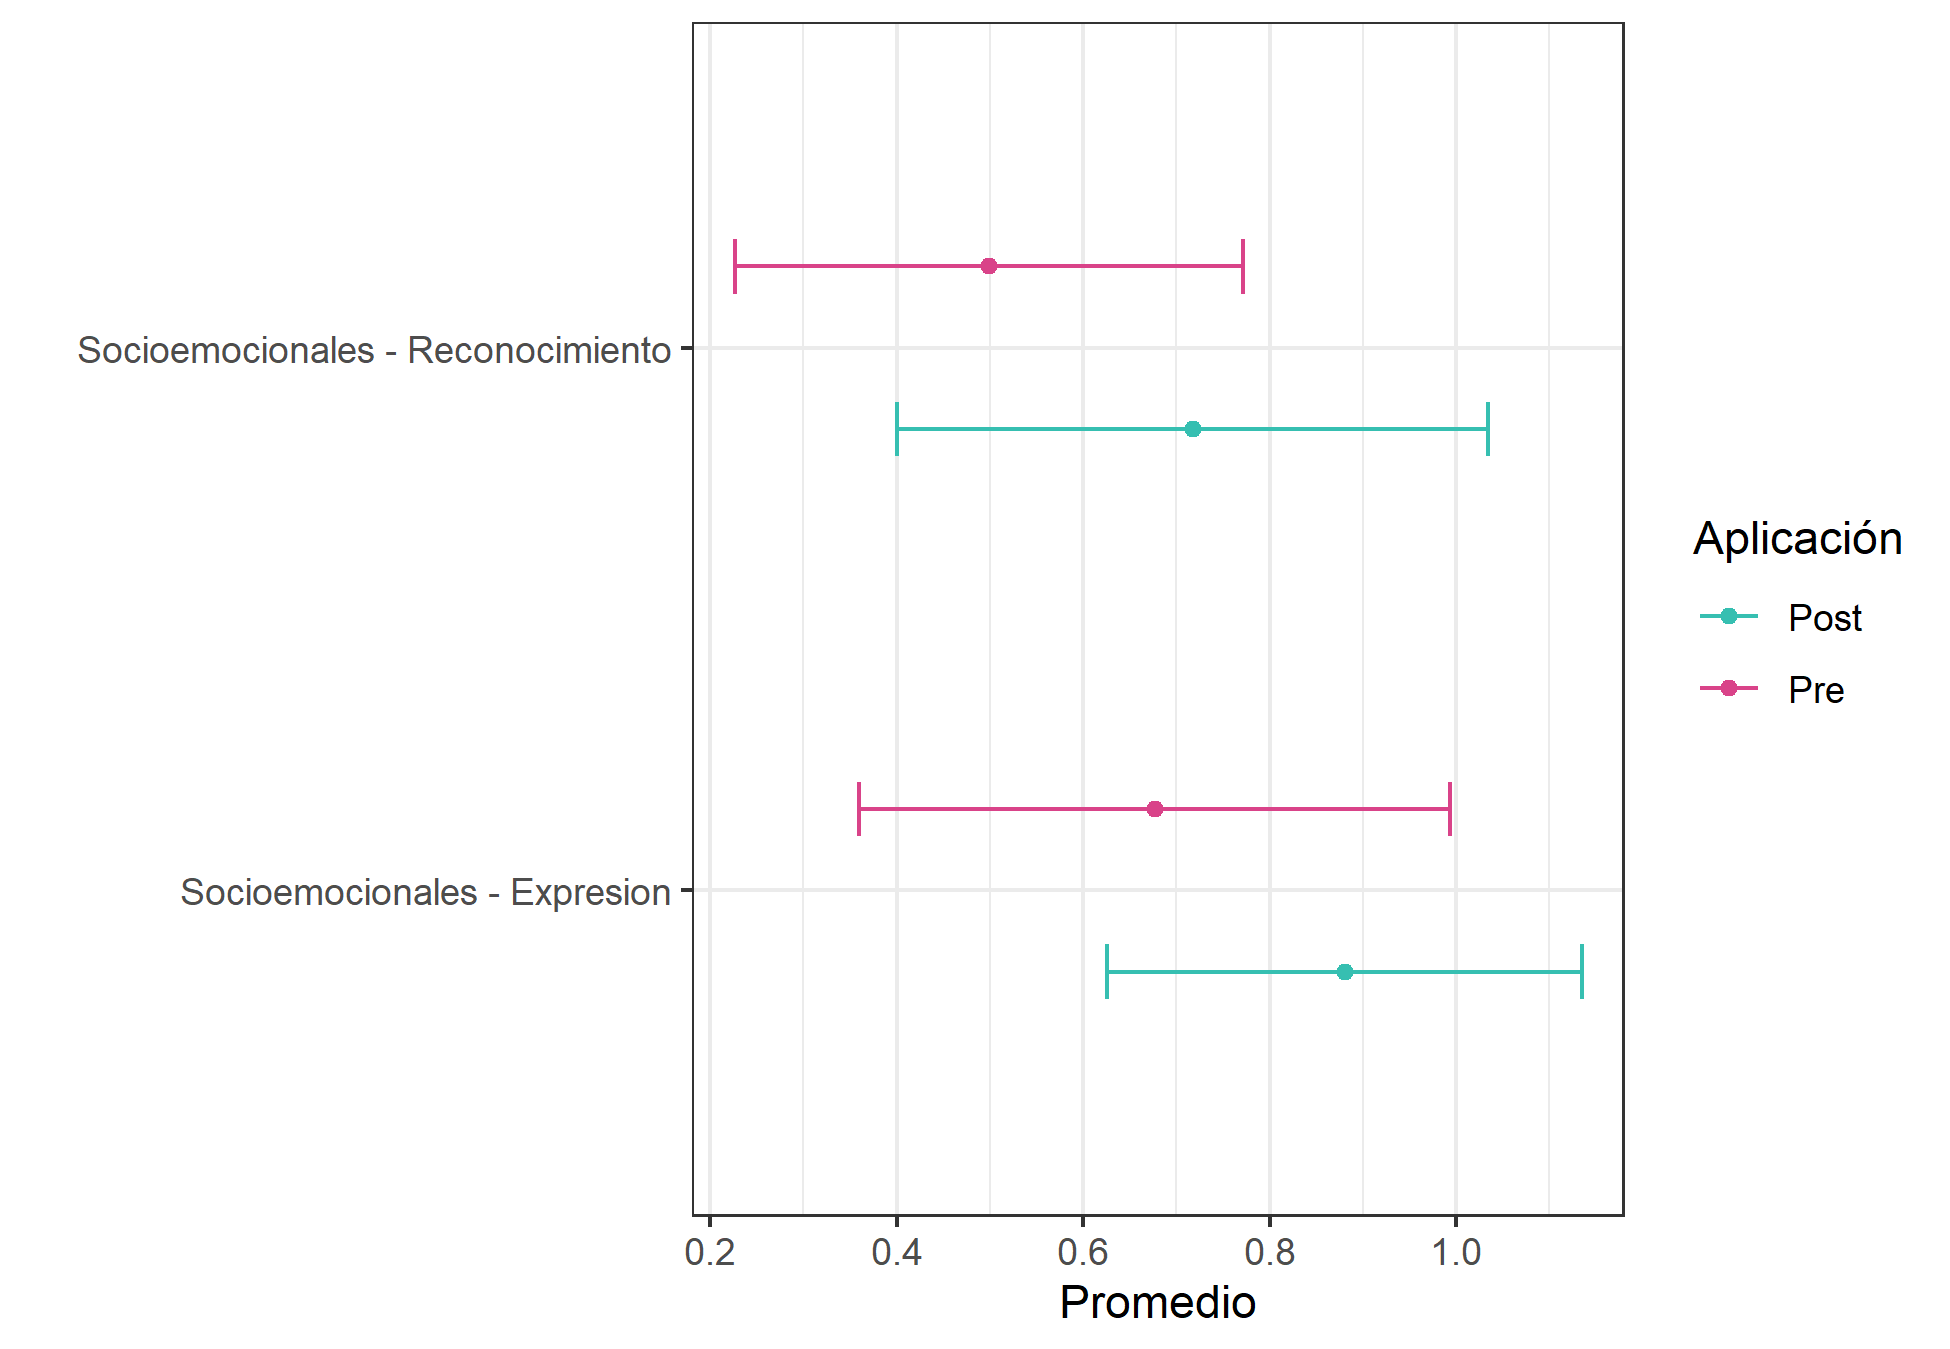 Socioemocionales - Reconocimiento
Socioemocionales - Expresion
0.2 0.4 0.6 0.8 1.0
Promedio
Aplicación
Post
Pre